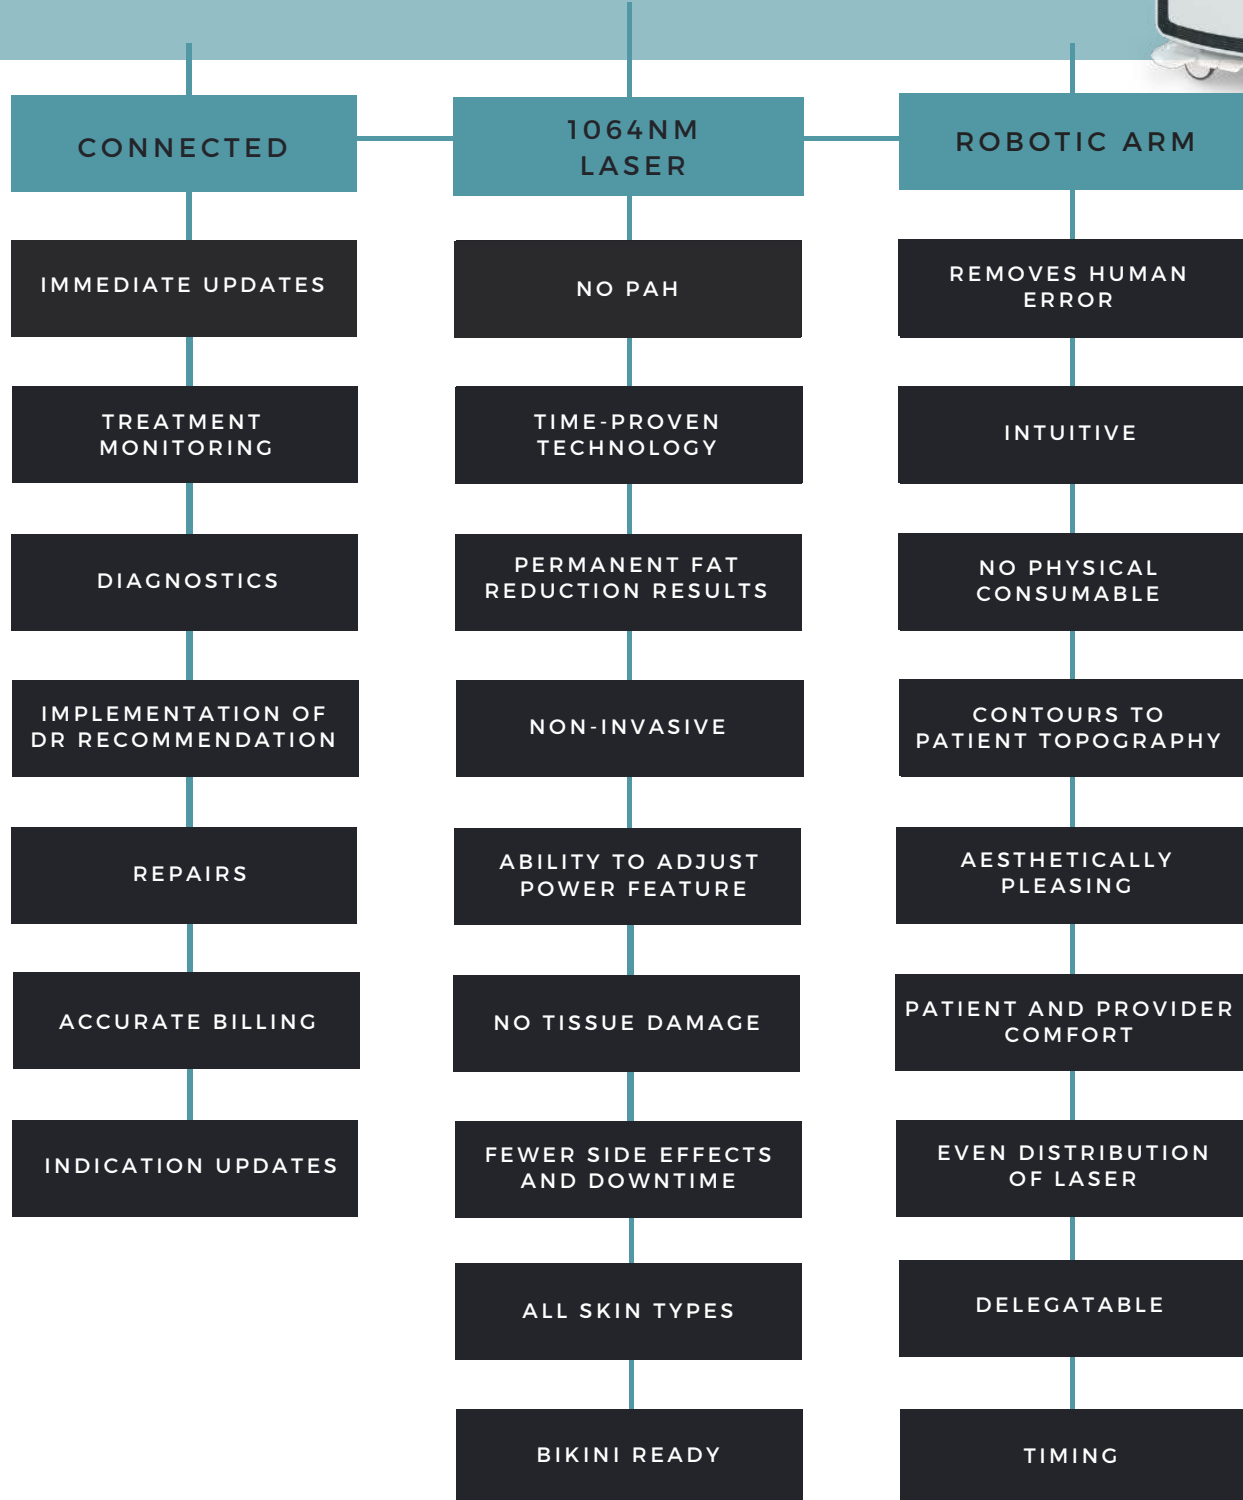 CONNECTED
IMMEDIATE UPDATES
TREATMENT
MONITORING
DIAGNOSTICS
IMPLEMENTATION OF
DR RECOMMENDATION
REPAIRS
ACCURATE BILLING
INDICATION UPDATES
1064NM
LASER
NO PAH
TIME-PROVEN
TECHNOLOGY
PERMANENT FAT
REDUCTION RESULTS
NON-INVASIVE
ABILITY TO ADJUST
POWER FEATURE
NO TISSUE DAMAGE
FEWER SIDE EFFECTS
AND DOWNTIME
ALL SKIN TYPES
BIKINI READY
ROBOTIC ARM
REMOVES HUMAN
ERROR
INTUITIVE
NO PHYSICAL
CONSUMABLE
CONTOURS TO
PATIENT TOPOGRAPHY
AESTHETICALLY
PLEASING
PATIENT AND PROVIDER
COMFORT
EVEN DISTRIBUTION
OF LASER
DELEGATABLE
TIMING